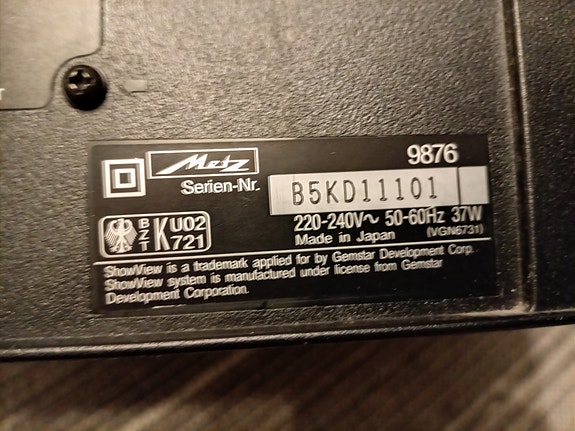 T
Metz
9876
Serien-Nr.
B5KD11101
BZT K U02 721
220-240V~ 50-60Hz 37W
Made in Japan (VGN6731)
ShowView is a trademark applied for by Gemstar Development Corp.
ShowView system is manufactured under license from Gemstar
Development Corporation.